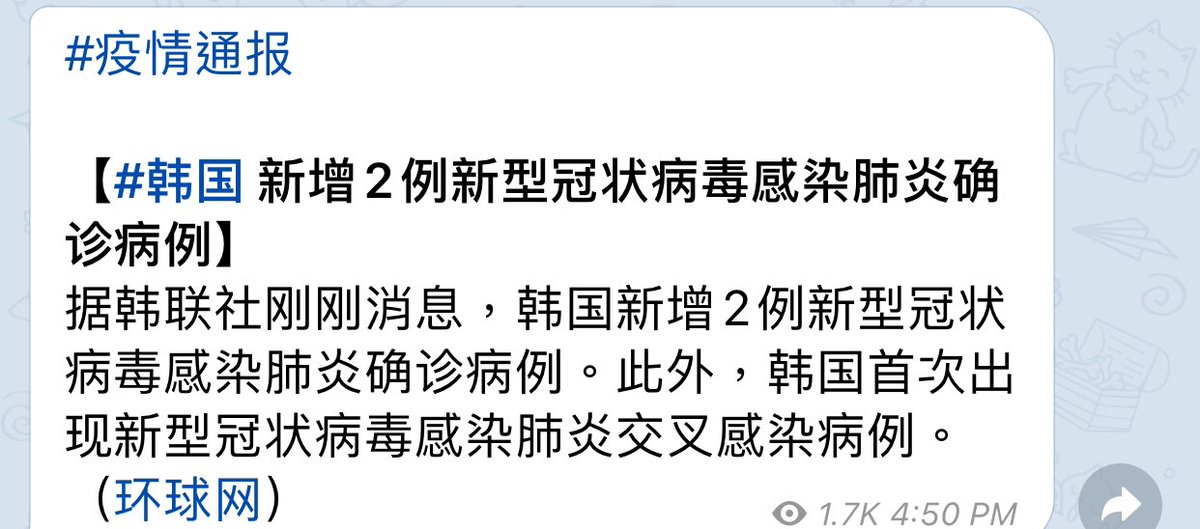 #疫情通报
【#韩国 新增2例新型冠状病毒感染肺炎确
诊病例】
据韩联社刚刚消息，韩国新增2例新型冠状
病毒感染肺炎确诊病例。此外，韩国首次出
现新型冠状病毒感染肺炎交叉感染病例。
（环球网）
1.7K 4:50 PM